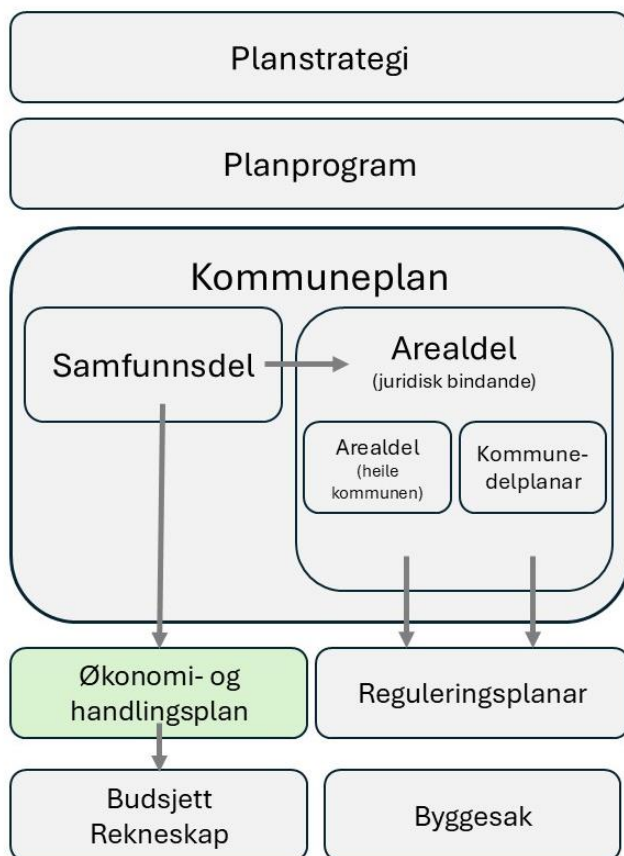 Planstrategi
Planprogram
Kommuneplan
Samfunnsdel
Arealdel
(juridisk bindande)
Arealdel
(heile
kommunen)
Kommune-
delplanar
Økonomi- og
handlingsplan
Reguleringsplanar
Budsjett
Rekneskap
Byggesak